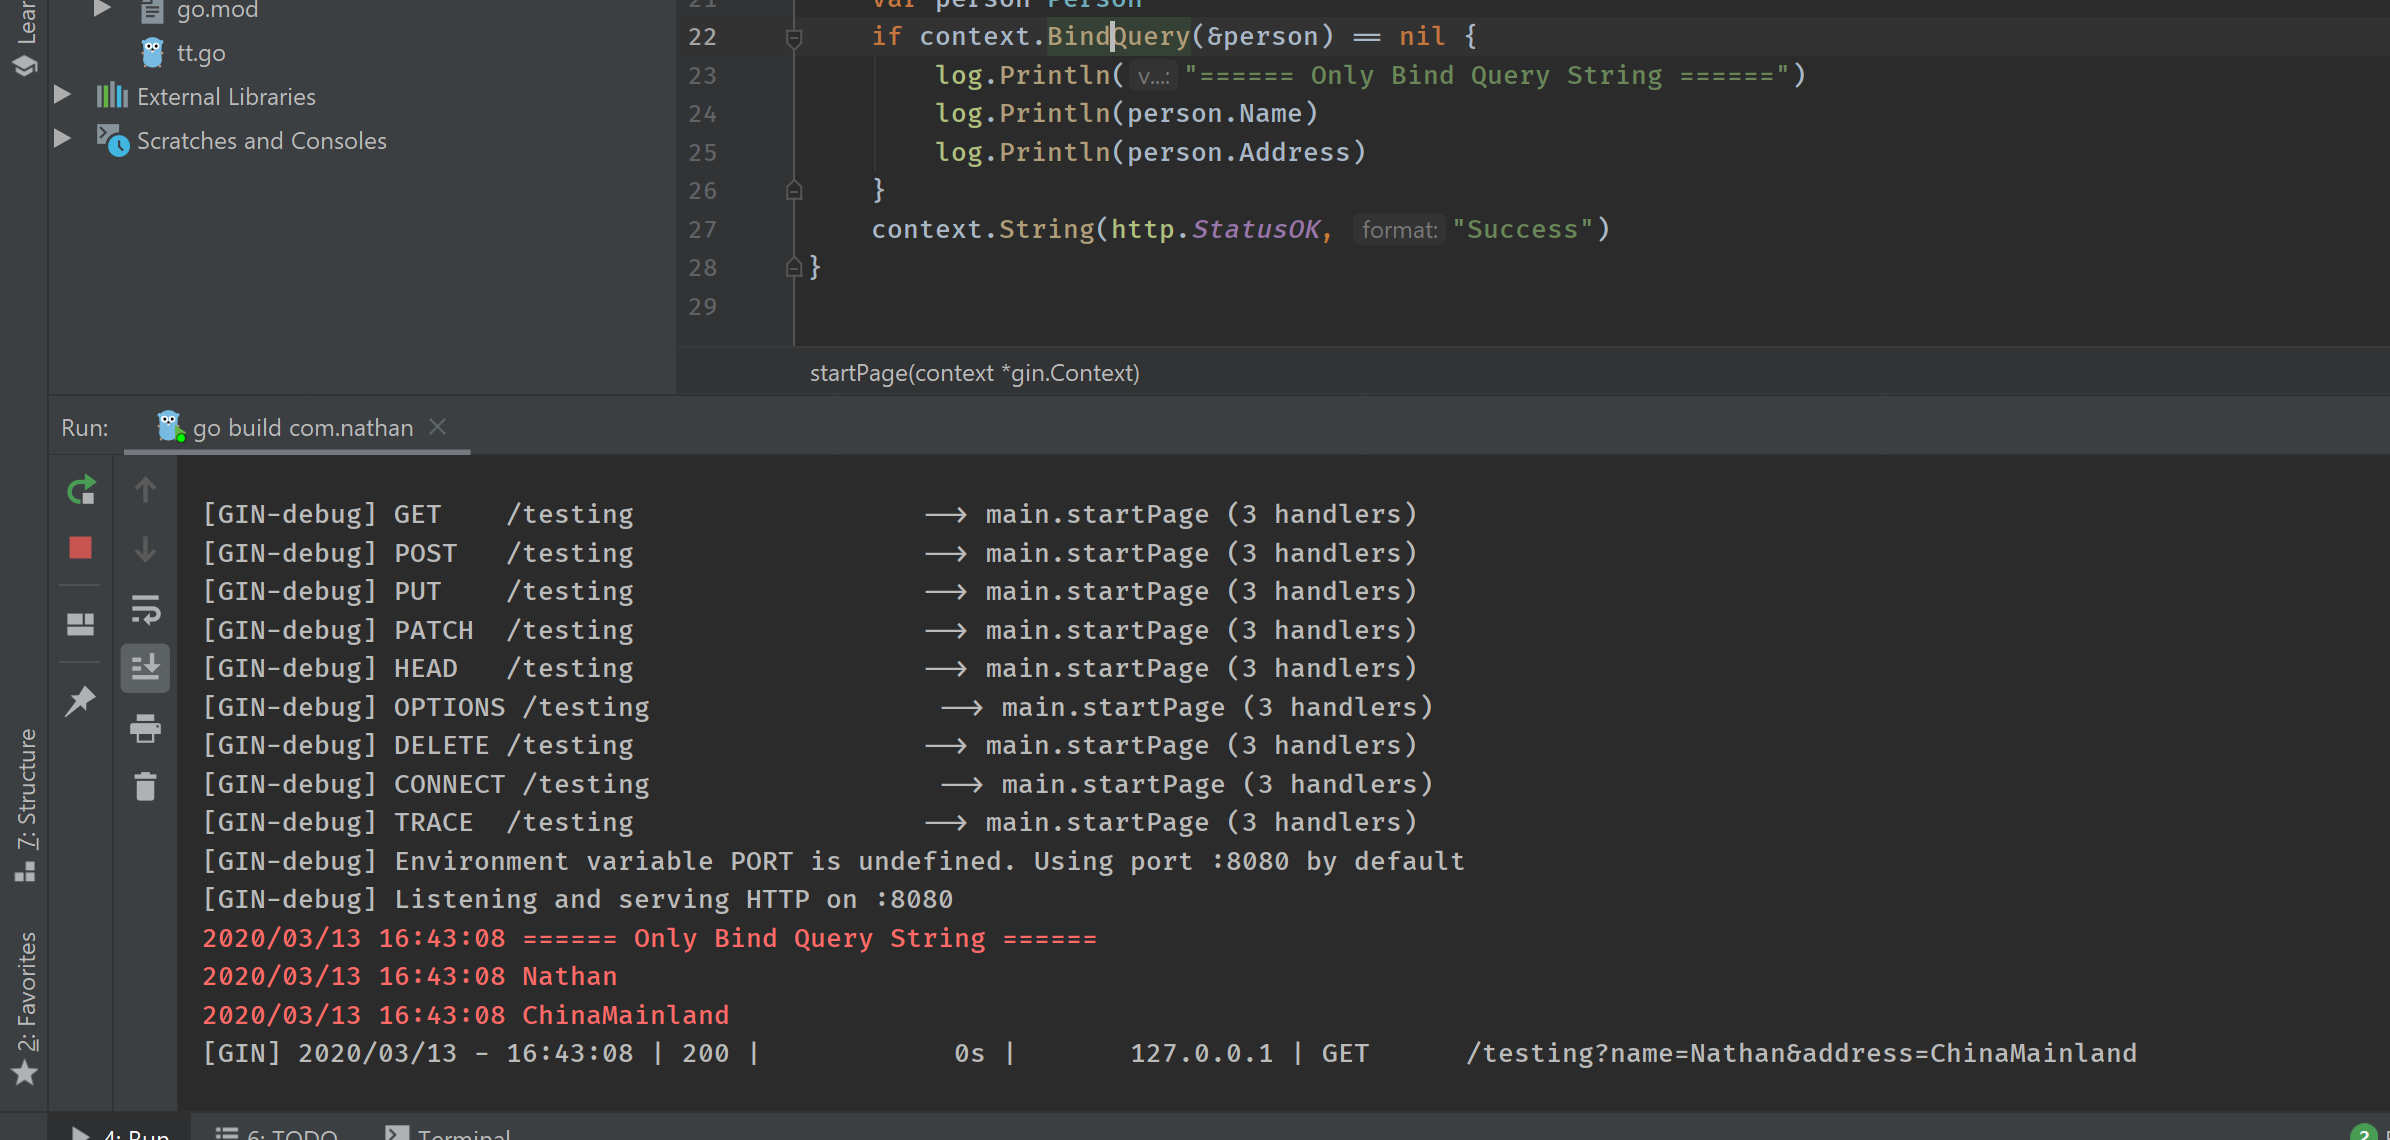 Lear
go.mod
tt.go
External Libraries
Scratches and Consoles
21 var person Person
22 if context.BindQuery(&person) == nil {
23 log.Println( v...: "====== Only Bind Query String ======")
24 log.Println(person.Name)
25 log.Println(person.Address)
26 }
27 context.String(http.StatusOK, format: "Success")
28 }
29
startPage(context *gin.Context)
Run: go build com.nathan
[GIN-debug] GET /testing --> main.startPage (3 handlers)
[GIN-debug] POST /testing --> main.startPage (3 handlers)
[GIN-debug] PUT /testing --> main.startPage (3 handlers)
[GIN-debug] PATCH /testing --> main.startPage (3 handlers)
[GIN-debug] HEAD /testing --> main.startPage (3 handlers)
[GIN-debug] OPTIONS /testing --> main.startPage (3 handlers)
[GIN-debug] DELETE /testing --> main.startPage (3 handlers)
[GIN-debug] CONNECT /testing --> main.startPage (3 handlers)
[GIN-debug] TRACE /testing --> main.startPage (3 handlers)
[GIN-debug] Environment variable PORT is undefined. Using port :8080 by default
[GIN-debug] Listening and serving HTTP on :8080
2020/03/13 16:43:08 ====== Only Bind Query String ======
2020/03/13 16:43:08 Nathan
2020/03/13 16:43:08 ChinaMainland
[GIN] 2020/03/13 - 16:43:08 | 200 | 0s | 127.0.0.1 | GET /testing?name=Nathan&address=ChinaMainland
7: Structure
2: Favorites
4: Run 6: TODO Terminal 2